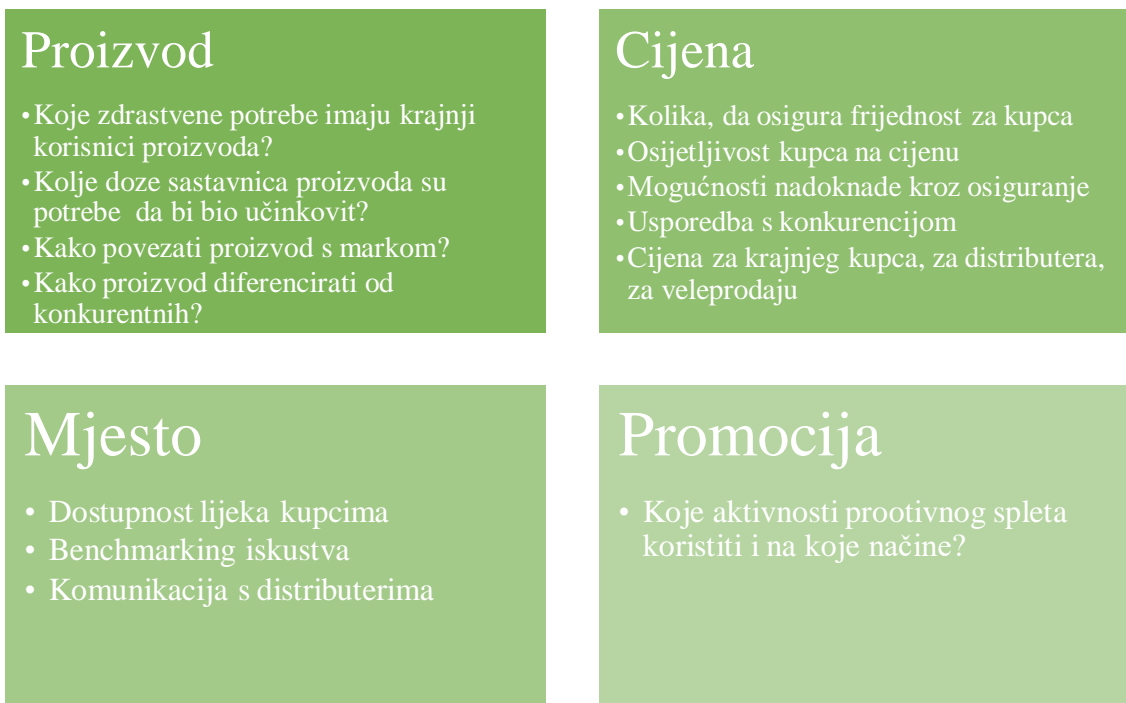 Proizvod
•Koje zdrastvene potrebe imaju krajnji
korisnici proizvoda?
•Kolje doze sastavnica proizvoda su
potrebe da bi bio učinkovit?
•Kako povezati proizvod s markom?
•Kako proizvod diferencirati od
konkurentnih?
Cijena
•Kolika, da osigura frijednost za kupca
•Osijetljivost kupca na cijenu
•Mogućnosti nadoknade kroz osiguranje
•Usporedba s konkurencijom
•Cijena za krajnjeg kupca, za distributera,
za veleprodaju
Mjesto
• Dostupnost lijeka kupcima
• Benchmarking iskustva
• Komunikacija s distributerima
Promocija
• Koje aktivnosti prootivnog spleta
koristiti i na koje načine?